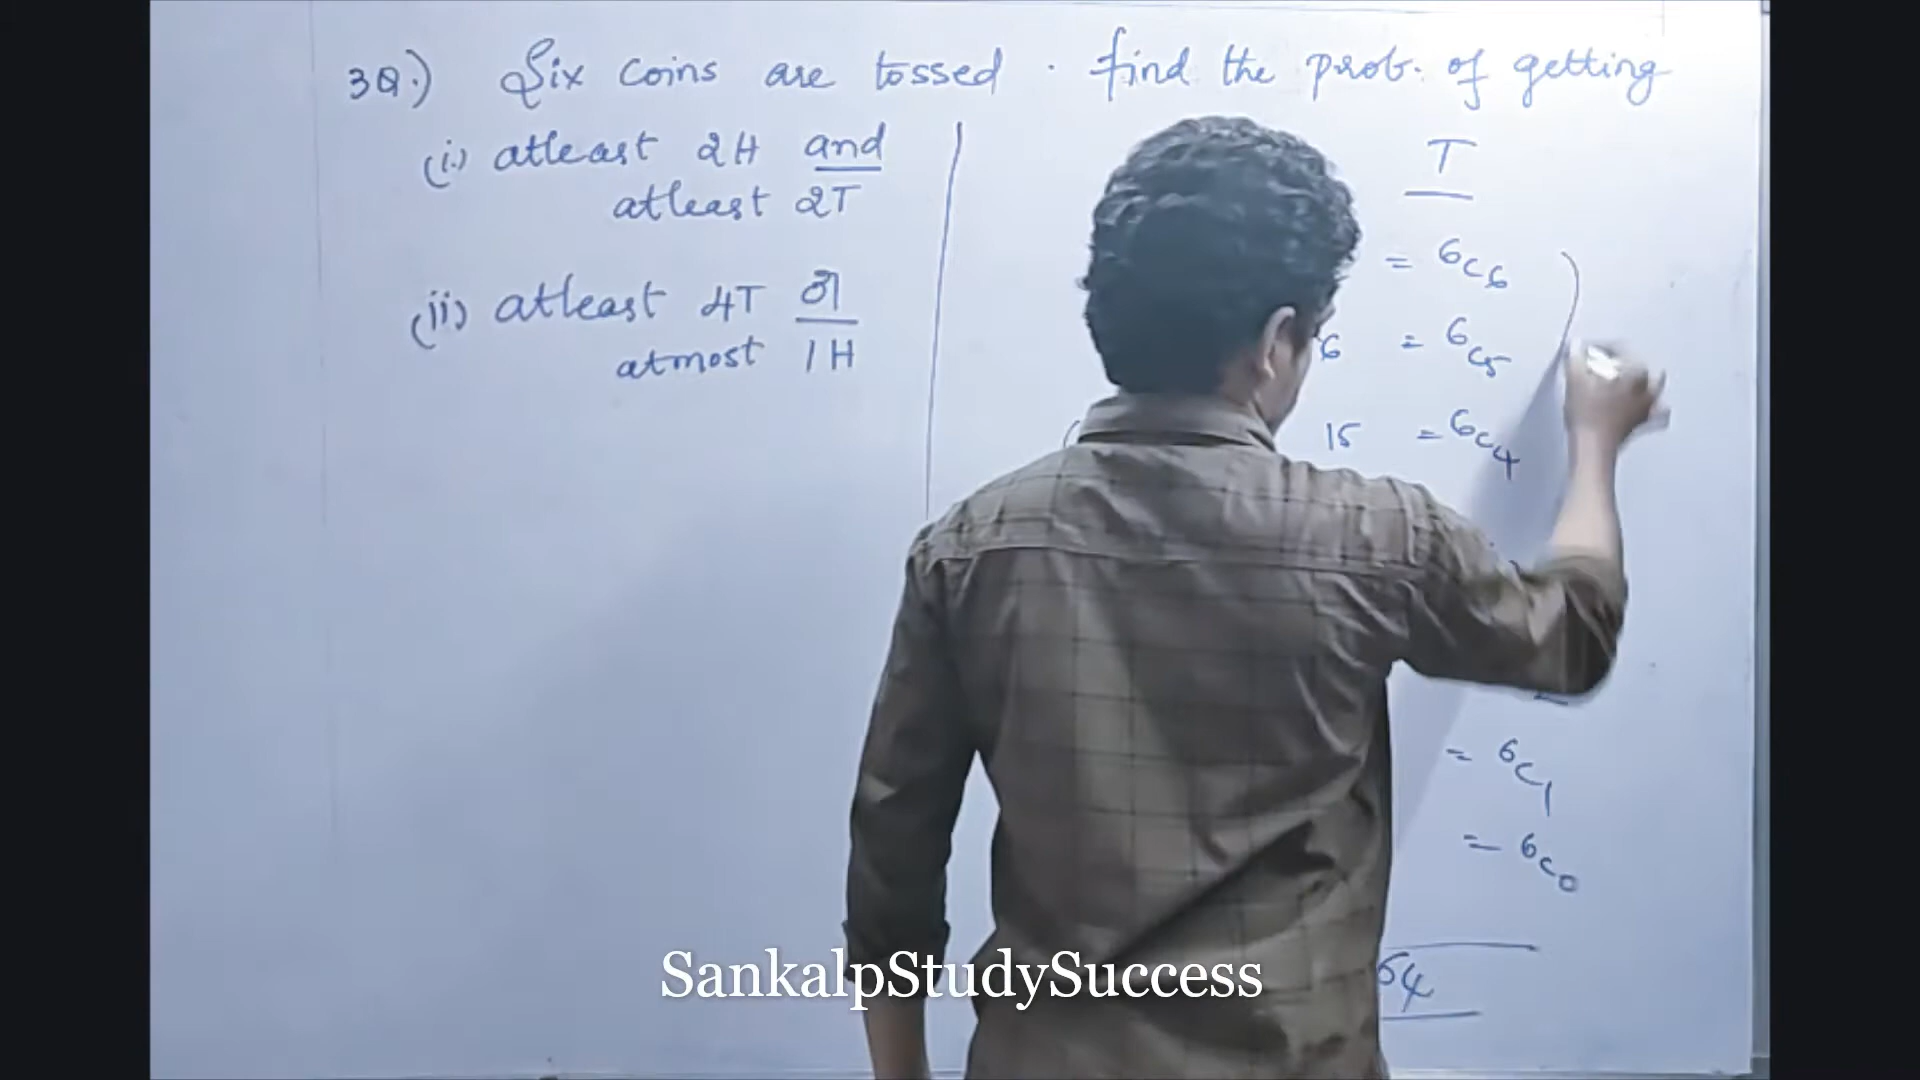 3Q.) Six coins are tossed . find the prob. of getting
(i.) atleast 2H and
atleast 2T
(ii) atleast 4T or
atmost 1H
T
= 6C6
6 = 6C5
15 = 6C4
= 6C1
= 6C0
64
SankalpStudySuccess